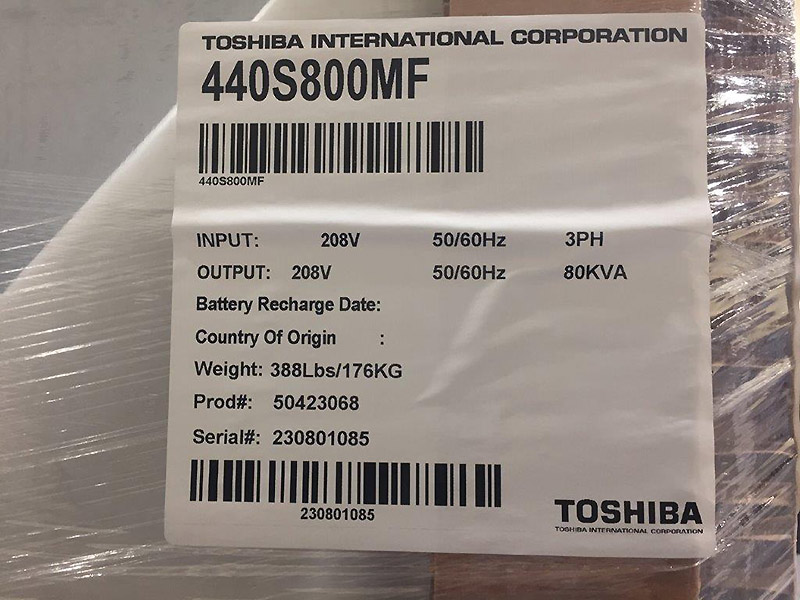 TOSHIBA INTERNATIONAL CORPORATION
440S800MF
440S800MF
INPUT: 208V 50/60Hz 3PH
OUTPUT: 208V 50/60Hz 80KVA
Battery Recharge Date:
Country Of Origin :
Weight: 388Lbs/176KG
Prod#: 50423068
Serial#: 230801085
230801085
TOSHIBA
TOSHIBA INTERNATIONAL CORPORATION